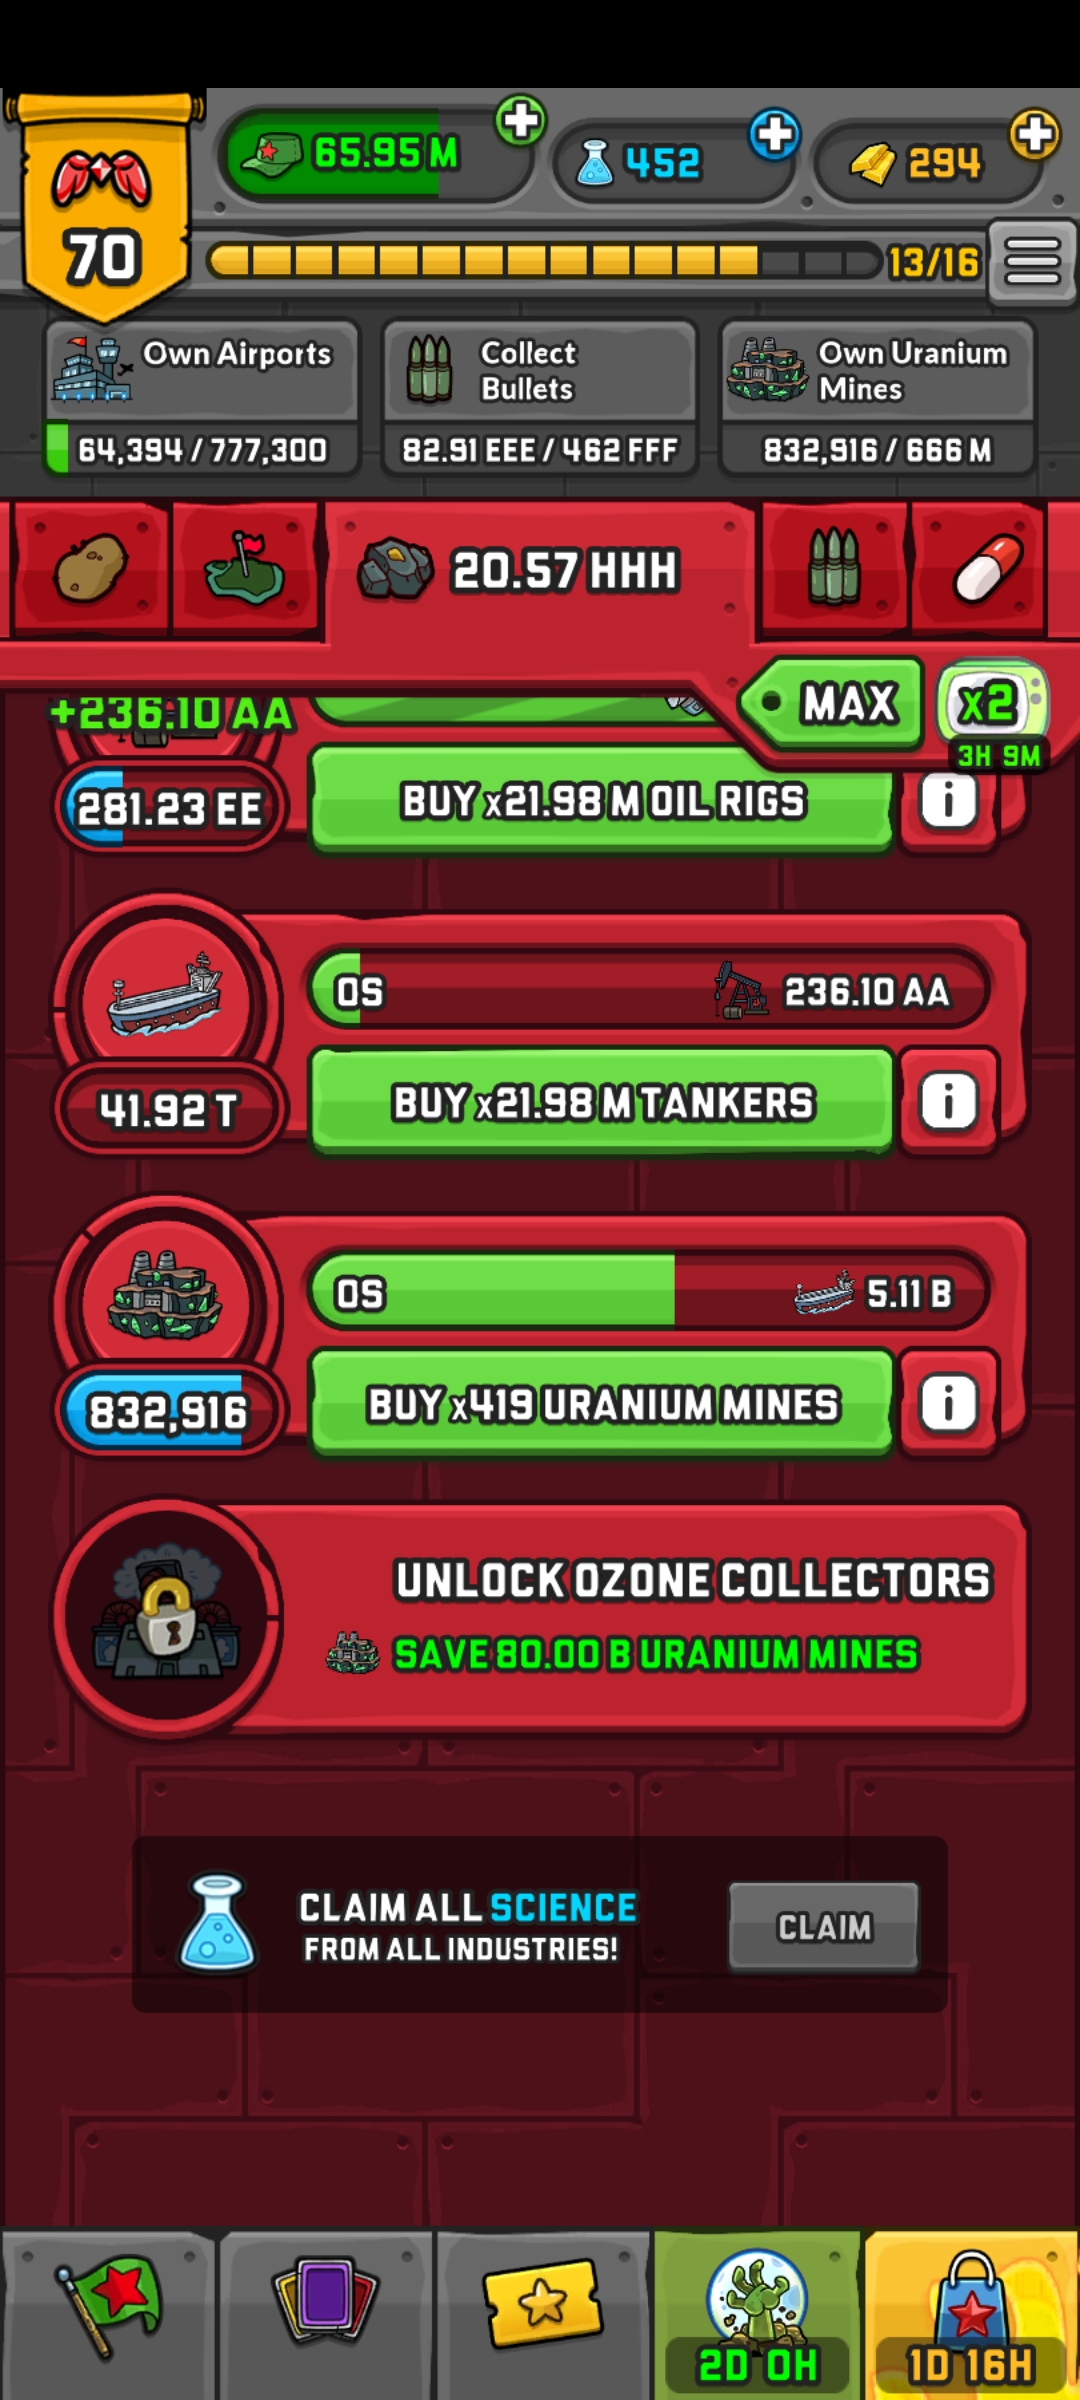 65.95 M
452
294
70
13/16
Own Airports
64,394 / 777,300
Collect
Bullets
82.91 EEE / 462 FFF
Own Uranium
Mines
832,916 / 666 M
20.57 HHH
MAX
x2
3H 9M
+236.10 AA
281.23 EE
BUY x21.98 M OIL RIGS
i
0S
236.10 AA
41.92 T
BUY x21.98 M TANKERS
i
0S
5.11 B
832,916
BUY x419 URANIUM MINES
i
UNLOCK OZONE COLLECTORS
SAVE 80.00 B URANIUM MINES
CLAIM ALL SCIENCE
FROM ALL INDUSTRIES!
CLAIM
2D 0H
1D 16H